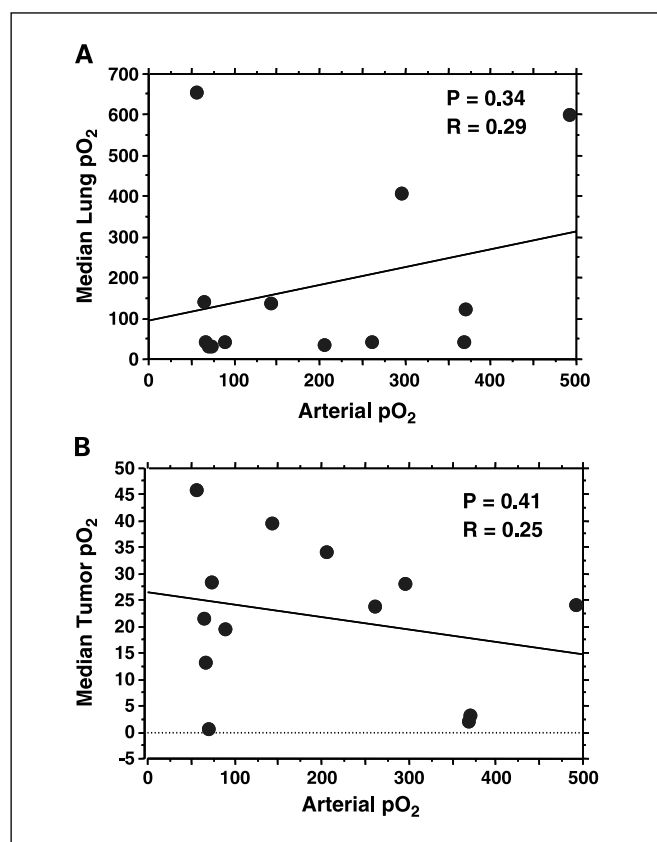 A
700
600
500
400
300
200
100
0
Median Lung pO₂
P = 0.34
R = 0.29
0 100 200 300 400 500
Arterial pO₂
B
50
45
40
35
30
25
20
15
10
5
0
-5
Median Tumor pO₂
P = 0.41
R = 0.25
0 100 200 300 400 500
Arterial pO₂